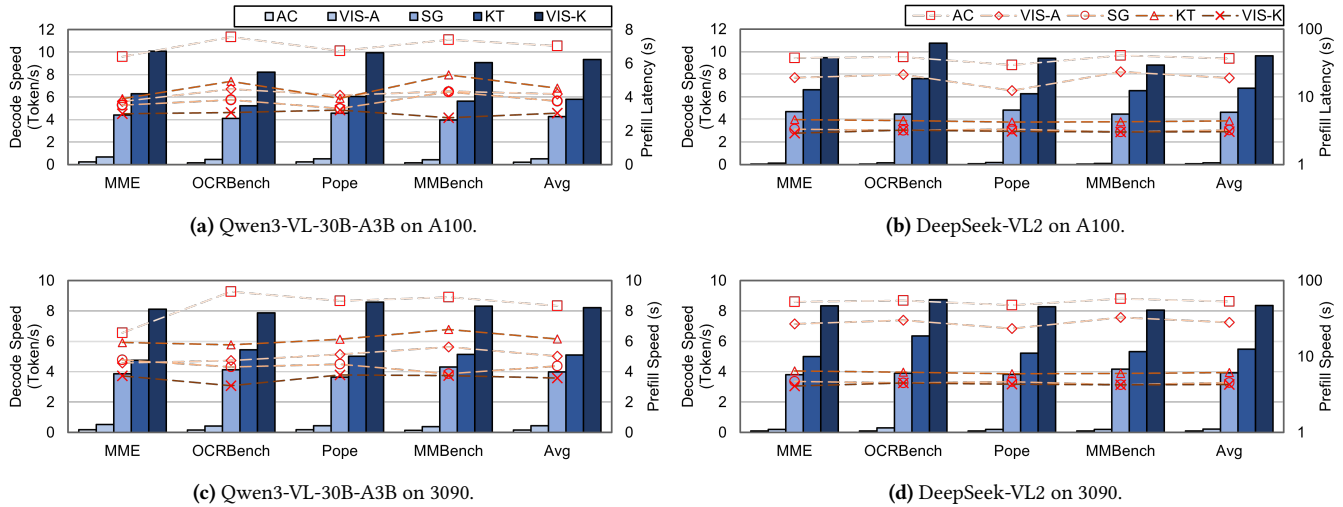 AC VIS-A SG KT VIS-K
12
10
8
6
4
2
0
Decode Speed
(Token/s)
8
6
4
2
0
Prefill Latency (s)
MME OCRBench Pope MMBench Avg
(a) Qwen3-VL-30B-A3B on A100.
AC VIS-A SG KT VIS-K
12
10
8
6
4
2
0
Decode Speed
(Token/s)
100
10
1
Prefill Latency (s)
MME OCRBench Pope MMBench Avg
(b) DeepSeek-VL2 on A100.
10
8
6
4
2
0
Decode Speed
(Token/s)
10
8
6
4
2
0
Prefill Speed (s)
MME OCRBench Pope MMBench Avg
(c) Qwen3-VL-30B-A3B on 3090.
10
8
6
4
2
0
Decode Speed
(Token/s)
100
10
1
Prefill Speed (s)
MME OCRBench Pope MMBench Avg
(d) DeepSeek-VL2 on 3090.